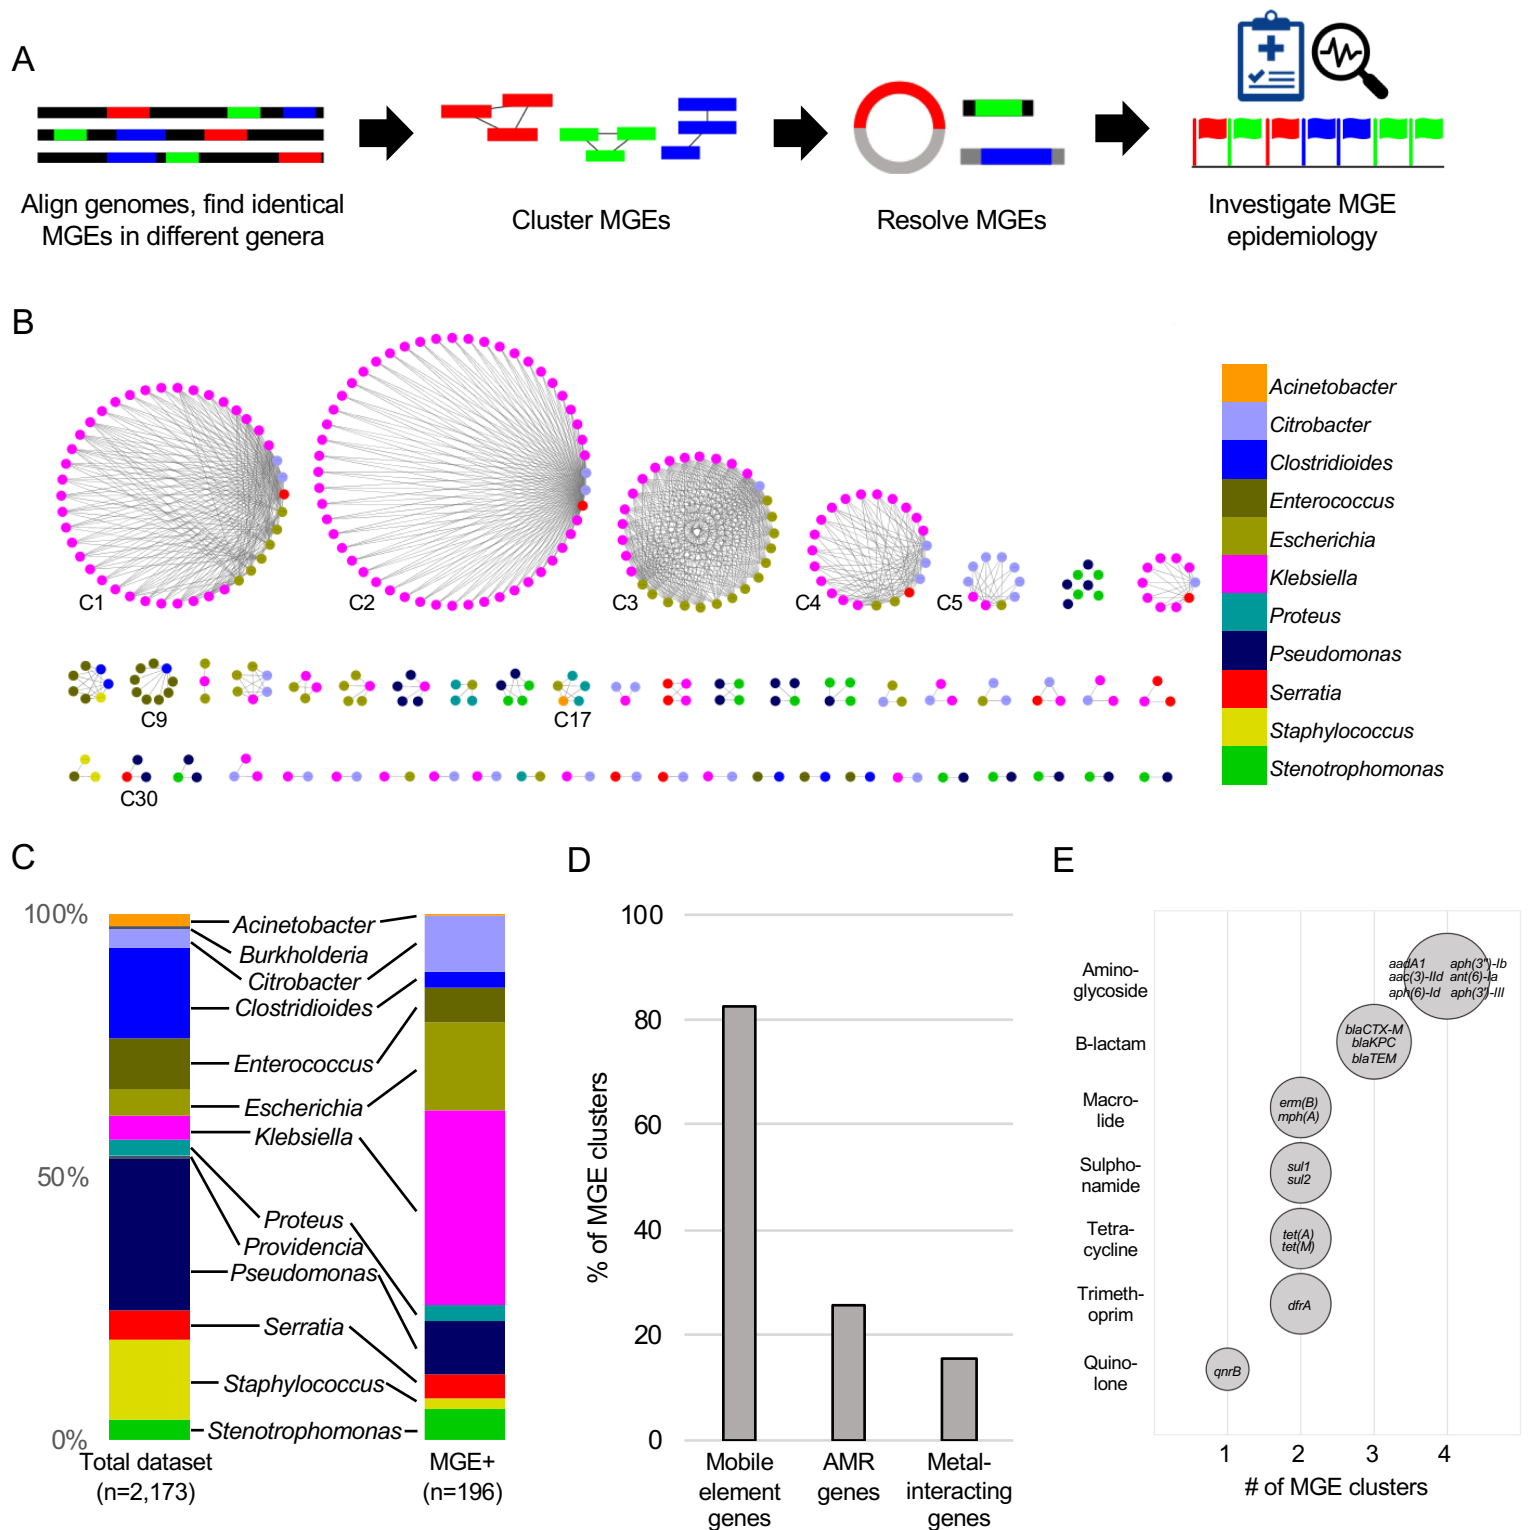 A
Align genomes, find identical
MGEs in different genera
Cluster MGEs
Resolve MGEs
Investigate MGE
epidemiology
B
C1
C2
C3
C4
C5
C9
C17
C30
Acinetobacter
Citrobacter
Clostridioides
Enterococcus
Escherichia
Klebsiella
Proteus
Pseudomonas
Serratia
Staphylococcus
Stenotrophomonas
C
100%
50%
0%
Acinetobacter
Burkholderia
Citrobacter
Clostridioides
Enterococcus
Escherichia
Klebsiella
Proteus
Providencia
Pseudomonas
Serratia
Staphylococcus
Stenotrophomonas
Total dataset
(n=2,173)
MGE+
(n=196)
D
% of MGE clusters
100
80
60
40
20
0
Mobile
element
genes
AMR
genes
Metal-
interacting
genes
E
Amino-
glycoside
aadA1 aph(3")-Ib
aac(3)-IId ant(6)-Ia
aph(6)-Id aph(3')-III
B-lactam
blaCTX-M
blaKPC
blaTEM
Macro-
lide
erm(B)
mph(A)
Sulpho-
namide
sul1
sul2
Tetra-
cycline
tet(A)
tet(M)
Trimeth-
oprim
dfrA
Quino-
lone
qnrB
1 2 3 4
# of MGE clusters